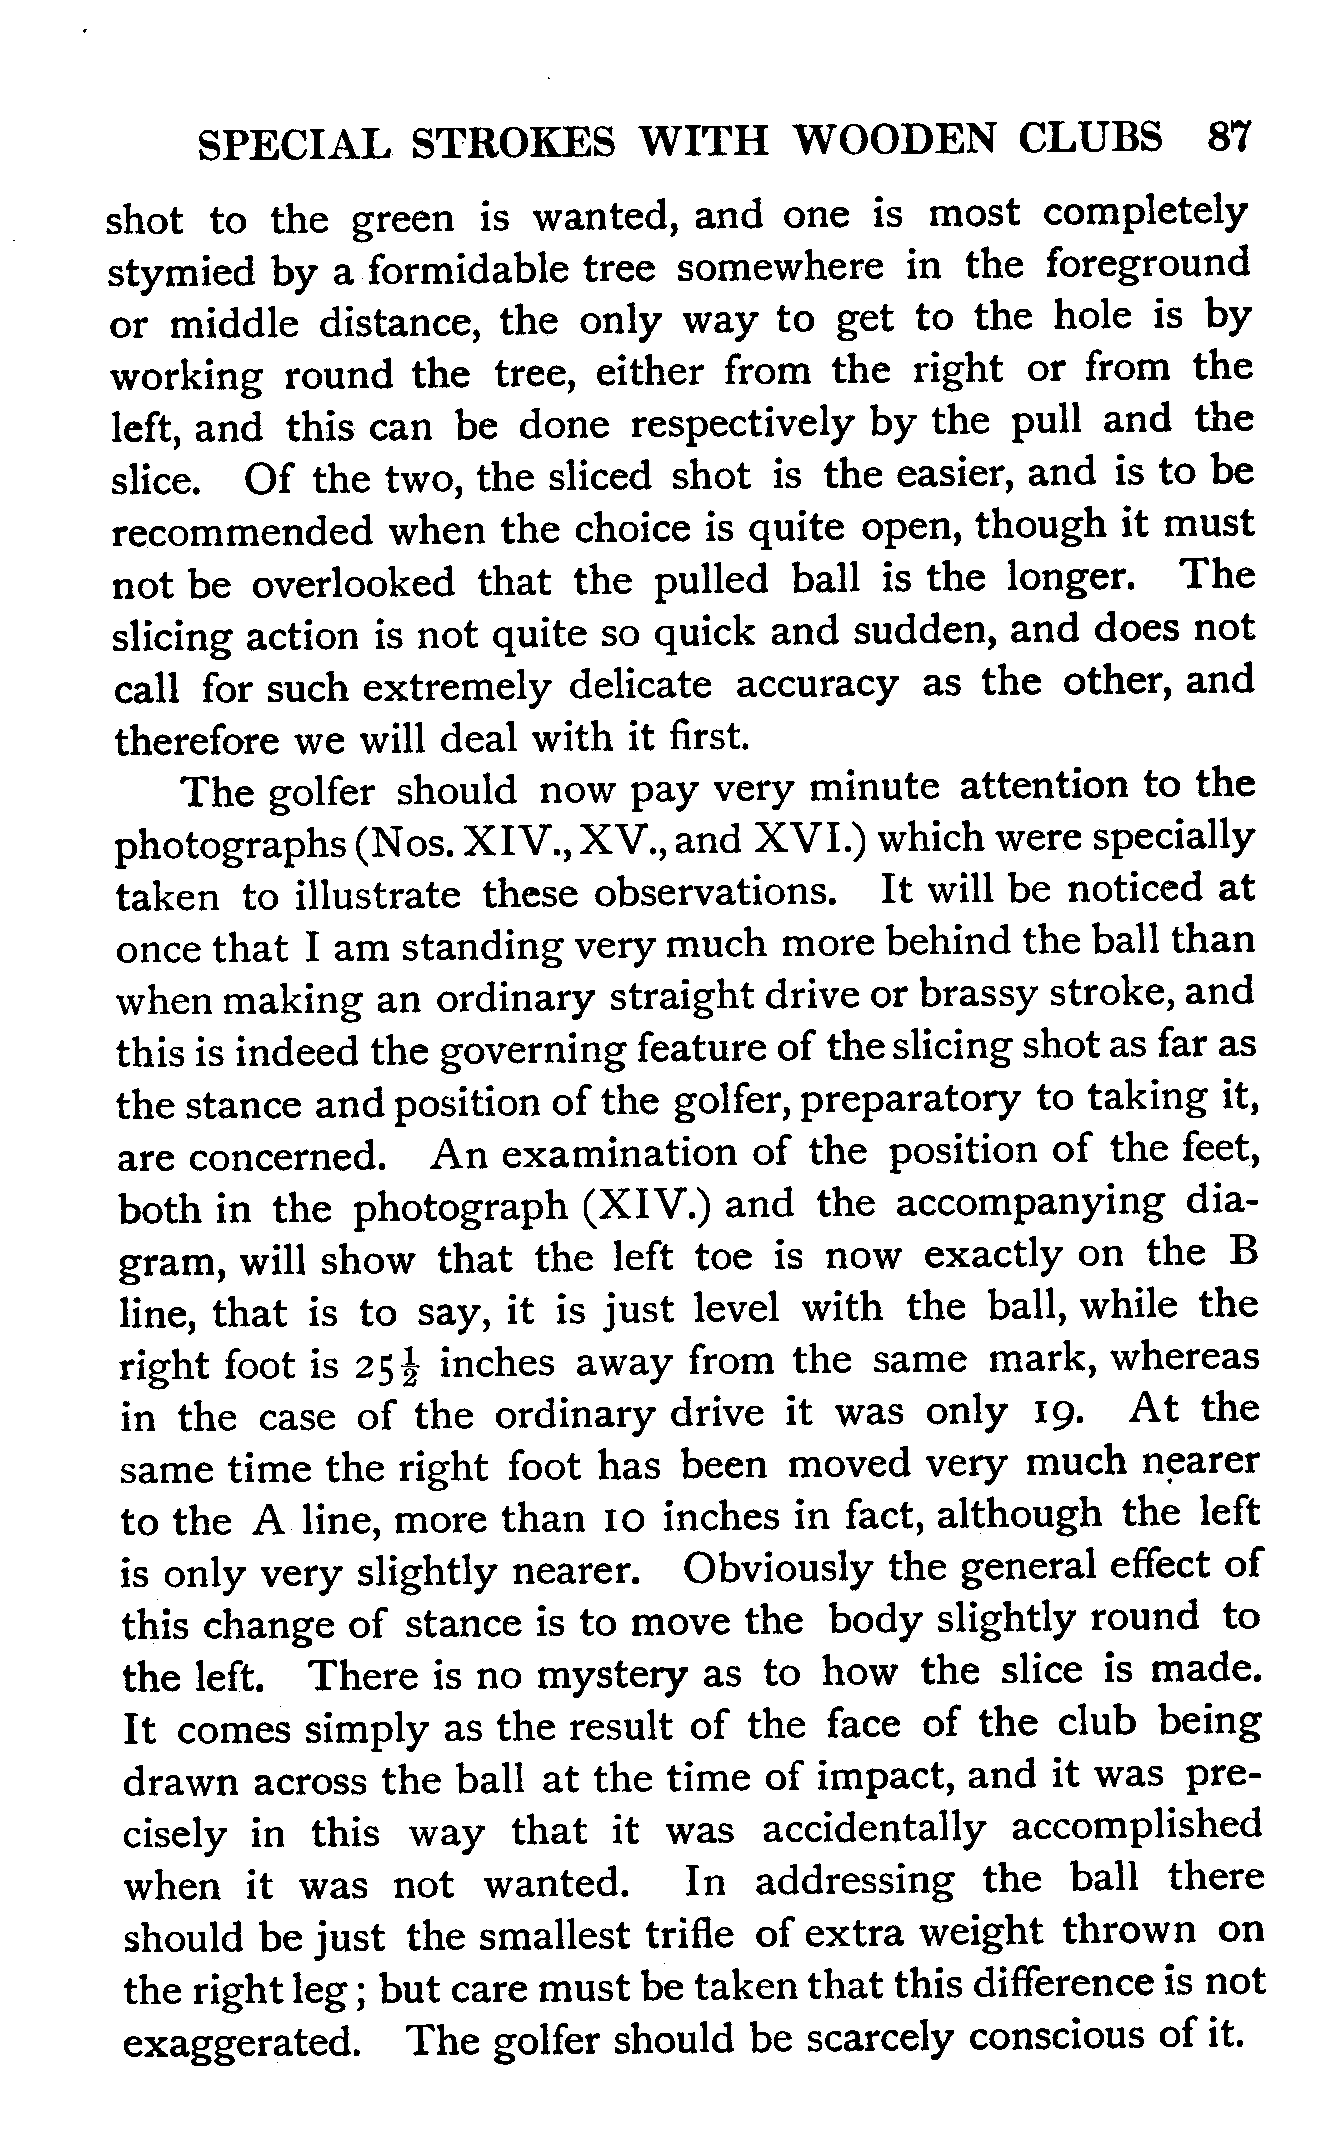 SPECIAL STROKES WITH WOODEN CLUBS 87
shot to the green is wanted, and one is most completely
stymied by a formidable tree somewhere in the foreground
or middle distance, the only way to get to the hole is by
working round the tree, either from the right or from the
left, and this can be done respectively by the pull and the
slice. Of the two, the sliced shot is the easier, and is to be
recommended when the choice is quite open, though it must
not be overlooked that the pulled ball is the longer. The
slicing action is not quite so quick and sudden, and does not
call for such extremely delicate accuracy as the other, and
therefore we will deal with it first.
The golfer should now pay very minute attention to the
photographs (Nos. XIV., XV., and XVI.) which were specially
taken to illustrate these observations. It will be noticed at
once that I am standing very much more behind the ball than
when making an ordinary straight drive or brassy stroke, and
this is indeed the governing feature of the slicing shot as far as
the stance and position of the golfer, preparatory to taking it,
are concerned. An examination of the position of the feet,
both in the photograph (XIV.) and the accompanying dia-
gram, will show that the left toe is now exactly on the B
line, that is to say, it is just level with the ball, while the
right foot is 25½ inches away from the same mark, whereas
in the case of the ordinary drive it was only 19. At the
same time the right foot has been moved very much nearer
to the A line, more than 10 inches in fact, although the left
is only very slightly nearer. Obviously the general effect of
this change of stance is to move the body slightly round to
the left. There is no mystery as to how the slice is made.
It comes simply as the result of the face of the club being
drawn across the ball at the time of impact, and it was pre-
cisely in this way that it was accidentally accomplished
when it was not wanted. In addressing the ball there
should be just the smallest trifle of extra weight thrown on
the right leg; but care must be taken that this difference is not
exaggerated. The golfer should be scarcely conscious of it.